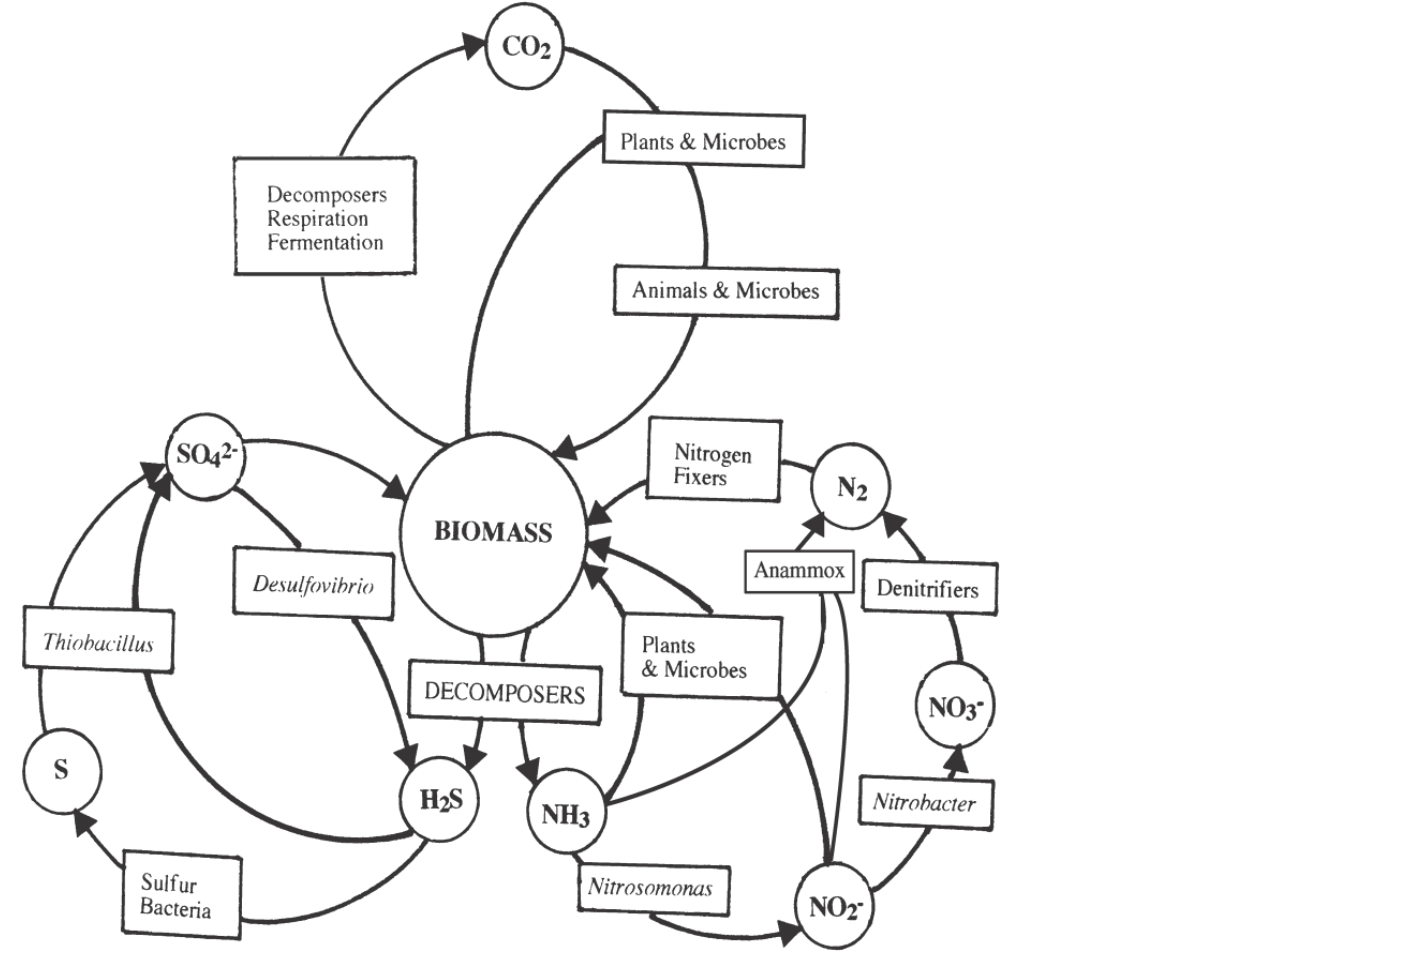 CO2
Plants & Microbes
Decomposers
Respiration
Fermentation
Animals & Microbes
SO42-
Nitrogen
Fixers
N2
BIOMASS
Anammox
Denitrifiers
Desulfovibrio
Thiobacillus
Plants
& Microbes
DECOMPOSERS
NO3-
S
H2S
NH3
Nitrobacter
Sulfur
Bacteria
Nitrosomonas
NO2-